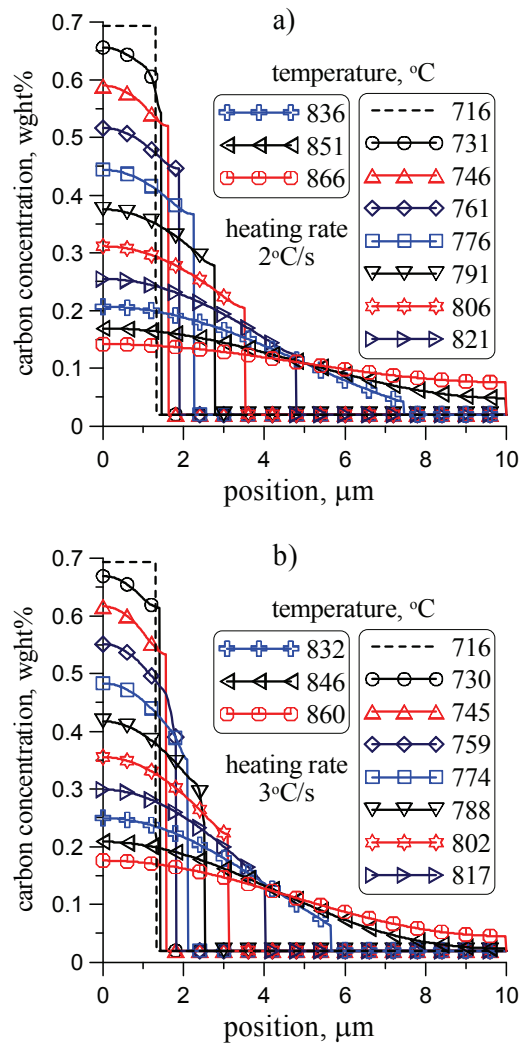 a)
carbon concentration, wght%
0.7
0.6
0.5
0.4
0.3
0.2
0.1
0
temperature, °C
836
851
866
heating rate
2°C/s
716
731
746
761
776
791
806
821
0 2 4 6 8 10
position, μm
b)
carbon concentration, wght%
0.7
0.6
0.5
0.4
0.3
0.2
0.1
0
temperature, °C
832
846
860
heating rate
3°C/s
716
730
745
759
774
788
802
817
0 2 4 6 8 10
position, μm